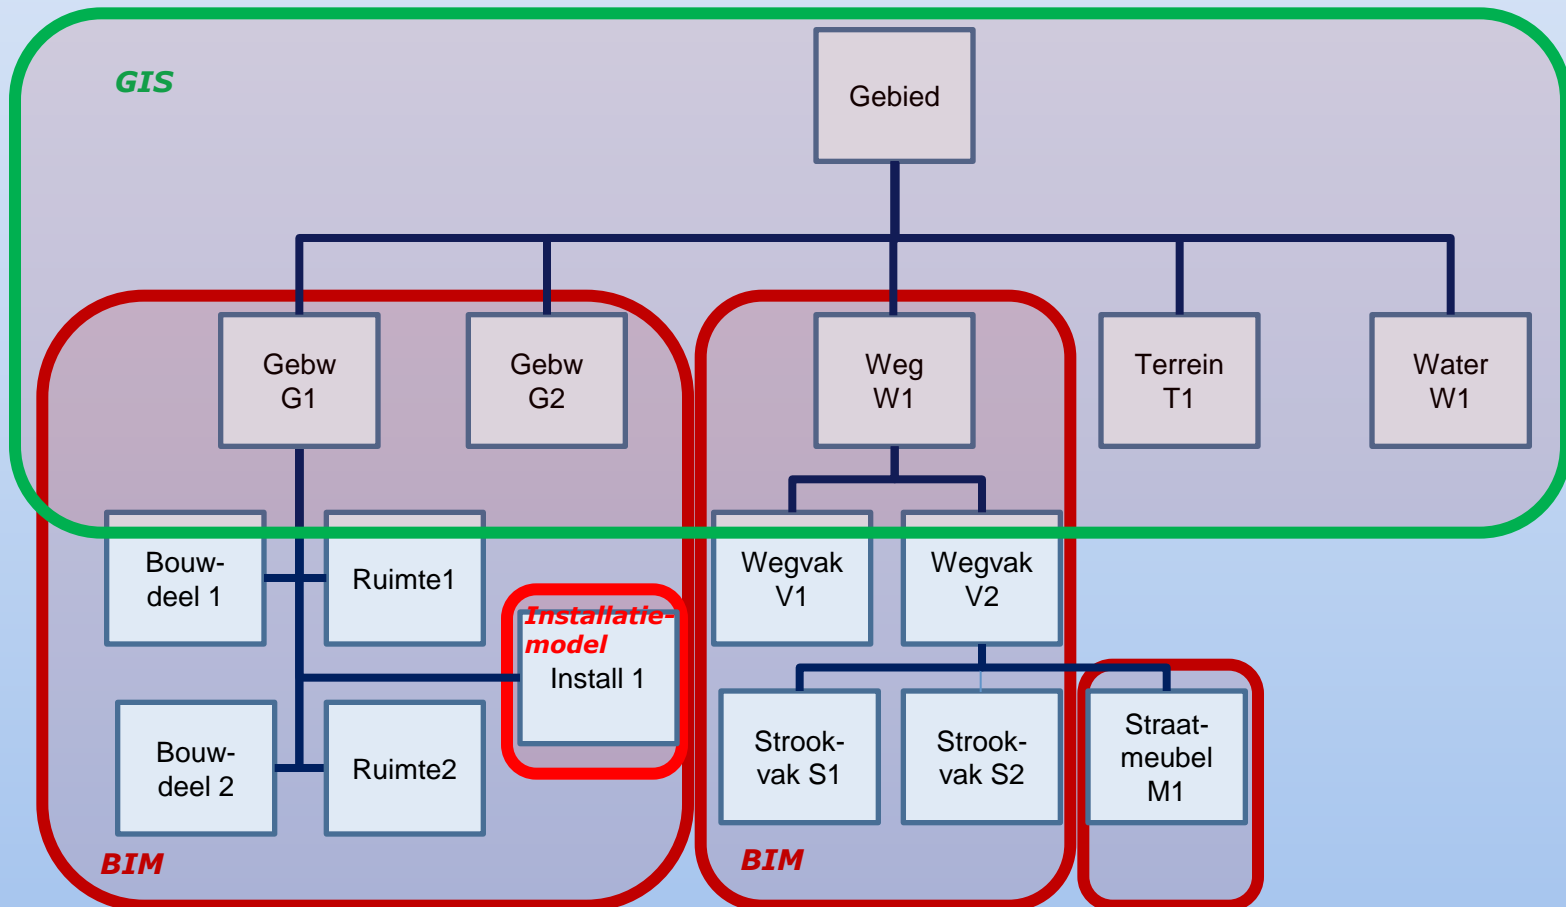 GIS
Gebied
Gebw
G1
Gebw
G2
Weg
W1
Terrein
T1
Water
W1
Bouw-
deel 1
Ruimte1
Installatie-
model
Install 1
Wegvak
V1
Wegvak
V2
Bouw-
deel 2
Ruimte2
Strook-
vak S1
Strook-
vak S2
Straat-
meubel
M1
BIM
BIM